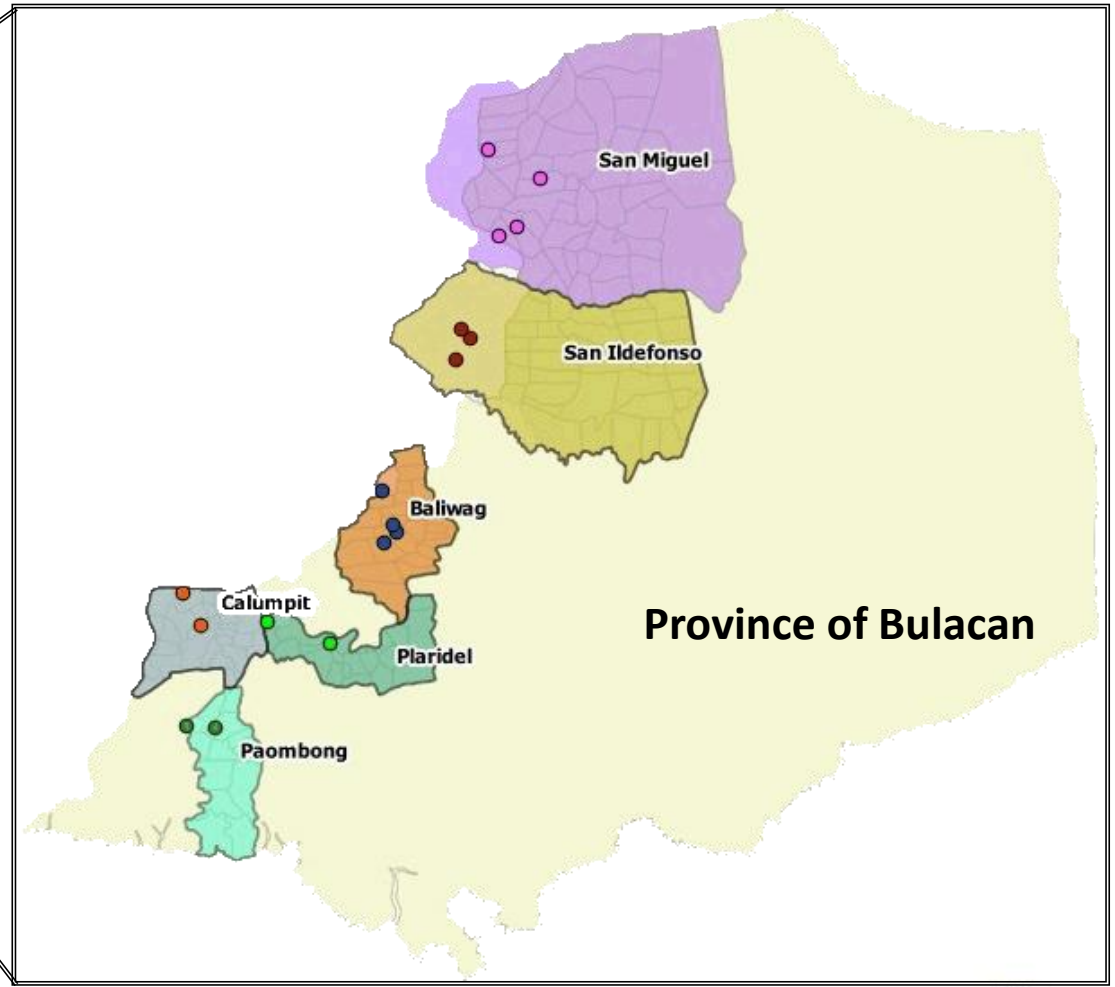 San Miguel
San Ildefonso
Baliwag
Calumpit
Province of Bulacan
Plaridel
Paombong